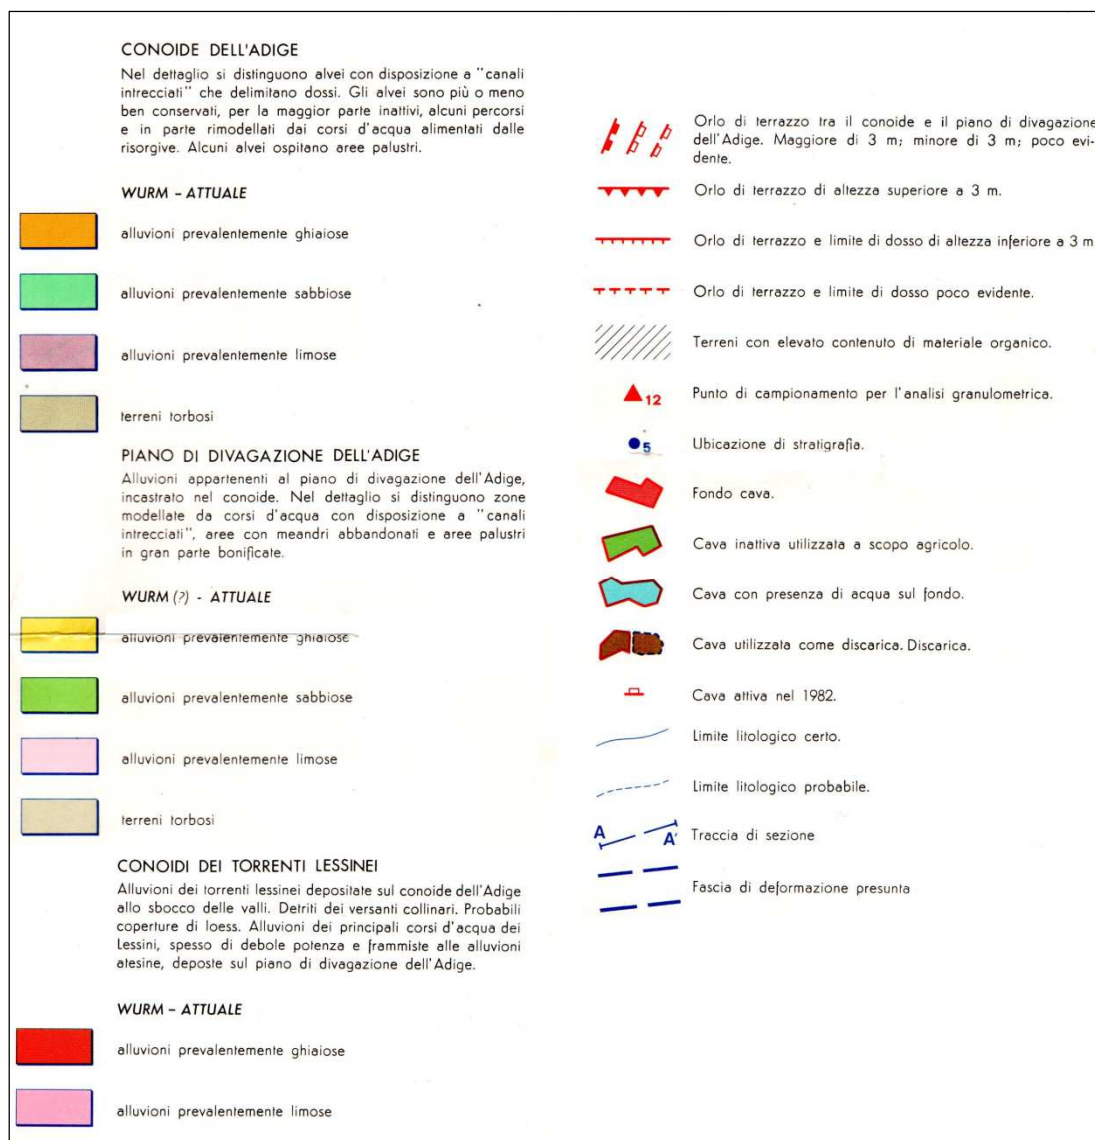 CONOIDE DELL'ADIGE
Nel dettaglio si distinguono alvei con disposizione a "canali
intrecciati" che delimitano dossi. Gli alvei sono più o meno
ben conservati, per la maggior parte inattivi, alcuni percorsi
e in parte rimodellati dai corsi d'acqua alimentati dalle
risorgive. Alcuni alvei ospitano aree palustri.
WURM – ATTUALE
alluvioni prevalentemente ghiaiose
alluvioni prevalentemente sabbiose
alluvioni prevalentemente limose
terreni torbosi
PIANO DI DIVAGAZIONE DELL'ADIGE
Alluvioni appartenenti al piano di divagazione dell'Adige,
incastrato nel conoide. Nel dettaglio si distinguono zone
modellate da corsi d'acqua con disposizione a "canali
intrecciati", aree con meandri abbandonati e aree palustri
in gran parte bonificate.
WURM (?) - ATTUALE
alluvioni prevalentemente ghiaiose
alluvioni prevalentemente sabbiose
alluvioni prevalentemente limose
terreni torbosi
CONOIDI DEI TORRENTI LESSINEI
Alluvioni dei torrenti lessinei depositate sul conoide dell'Adige
allo sbocco delle valli. Detriti dei versanti collinari. Probabili
coperture di loess. Alluvioni dei principali corsi d'acqua dei
Lessini, spesso di debole potenza e frammiste alle alluvioni
atesine, deposte sul piano di divagazione dell'Adige.
WURM – ATTUALE
alluvioni prevalentemente ghiaiose
alluvioni prevalentemente limose
Orlo di terrazzo tra il conoide e il piano di divagazione
dell'Adige. Maggiore di 3 m; minore di 3 m; poco evi-
dente.
Orlo di terrazzo di altezza superiore a 3 m.
Orlo di terrazzo e limite di dosso di altezza inferiore a 3 m
Orlo di terrazzo e limite di dosso poco evidente.
Terreni con elevato contenuto di materiale organico.
12 Punto di campionamento per l'analisi granulometrica.
5 Ubicazione di stratigrafia.
Fondo cava.
Cava inattiva utilizzata a scopo agricolo.
Cava con presenza di acqua sul fondo.
Cava utilizzata come discarica. Discarica.
Cava attiva nel 1982.
Limite litologico certo.
Limite litologico probabile.
A A' Traccia di sezione
Fascia di deformazione presunta